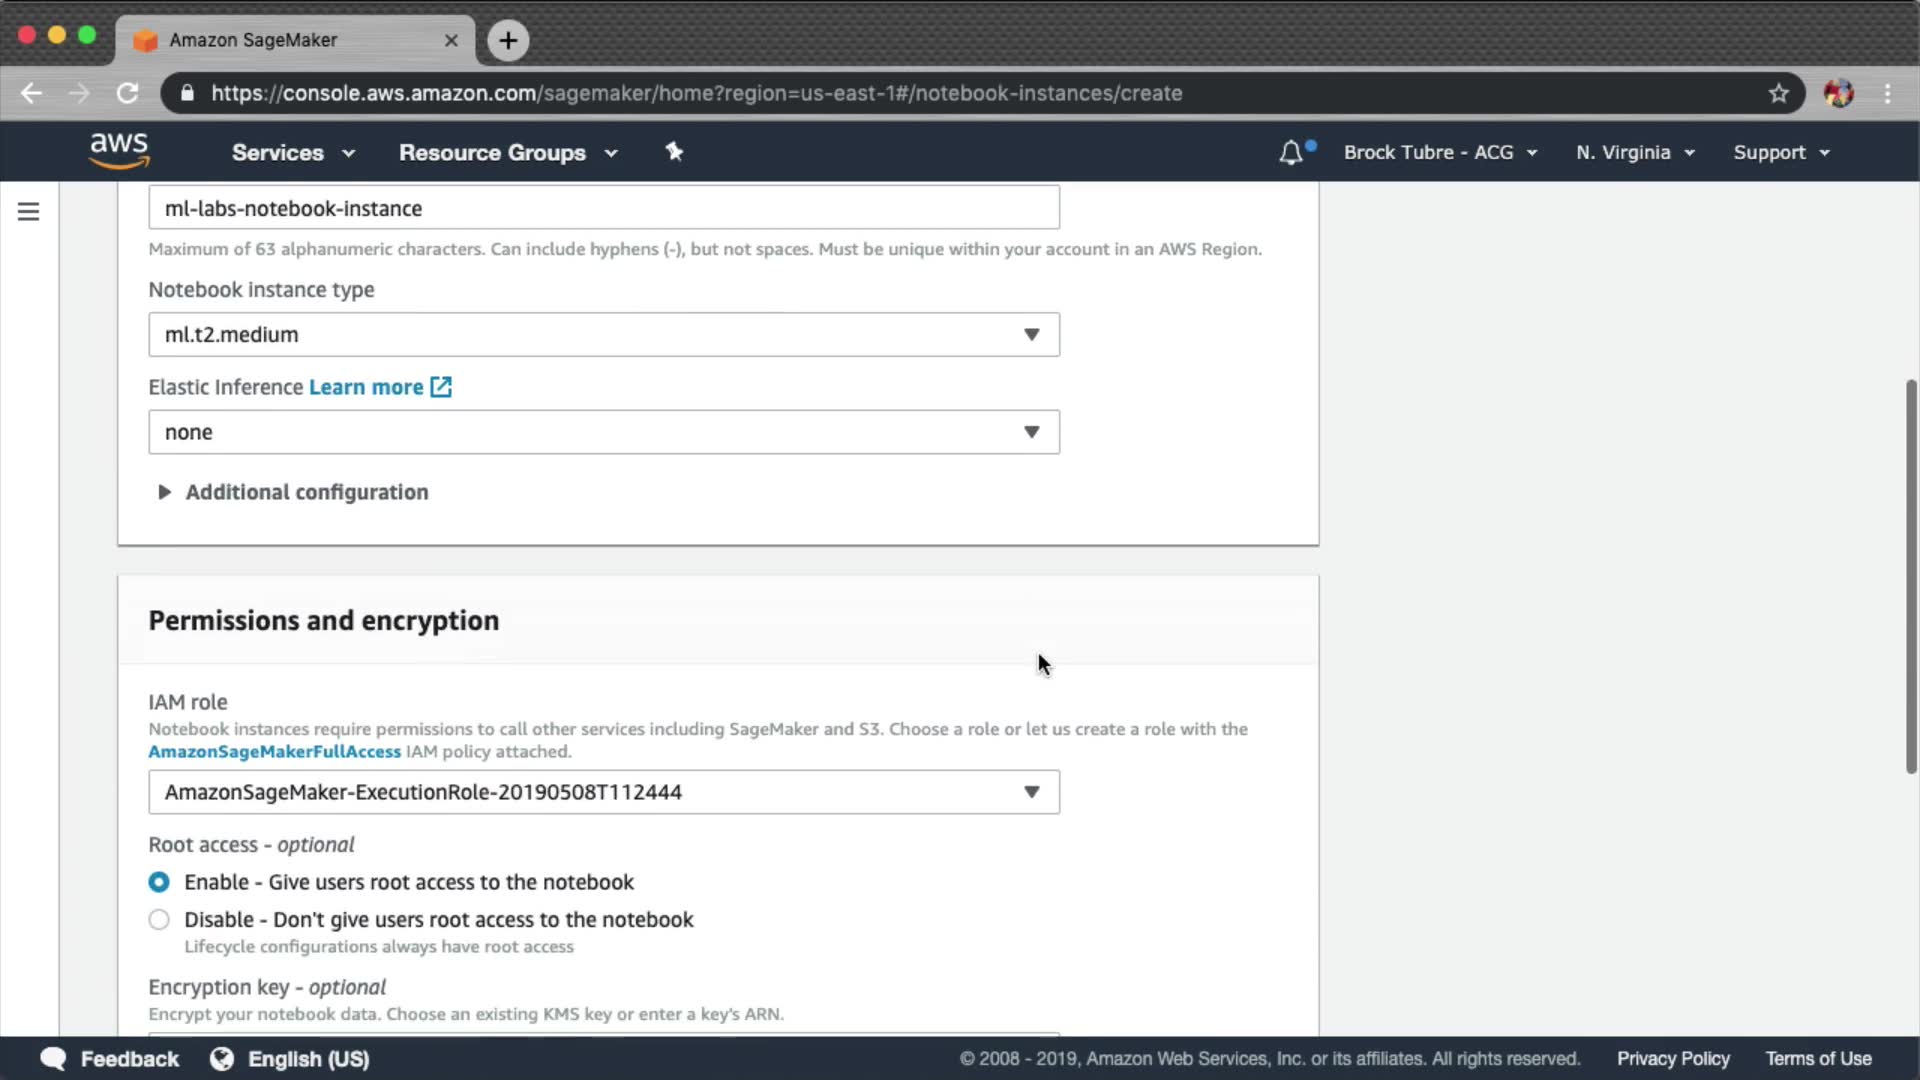 Amazon SageMaker
https://console.aws.amazon.com/sagemaker/home?region=us-east-1#/notebook-instances/create
aws
Services
Resource Groups
Brock Tubre - ACG
N. Virginia
Support
ml-labs-notebook-instance
Maximum of 63 alphanumeric characters. Can include hyphens (-), but not spaces. Must be unique within your account in an AWS Region.
Notebook instance type
ml.t2.medium
Elastic Inference Learn more
none
Additional configuration
Permissions and encryption
IAM role
Notebook instances require permissions to call other services including SageMaker and S3. Choose a role or let us create a role with the
AmazonSageMakerFullAccess IAM policy attached.
AmazonSageMaker-ExecutionRole-20190508T112444
Root access - optional
Enable - Give users root access to the notebook
Disable - Don't give users root access to the notebook
Lifecycle configurations always have root access
Encryption key - optional
Encrypt your notebook data. Choose an existing KMS key or enter a key's ARN.
Feedback
English (US)
© 2008 - 2019, Amazon Web Services, Inc. or its affiliates. All rights reserved.
Privacy Policy
Terms of Use